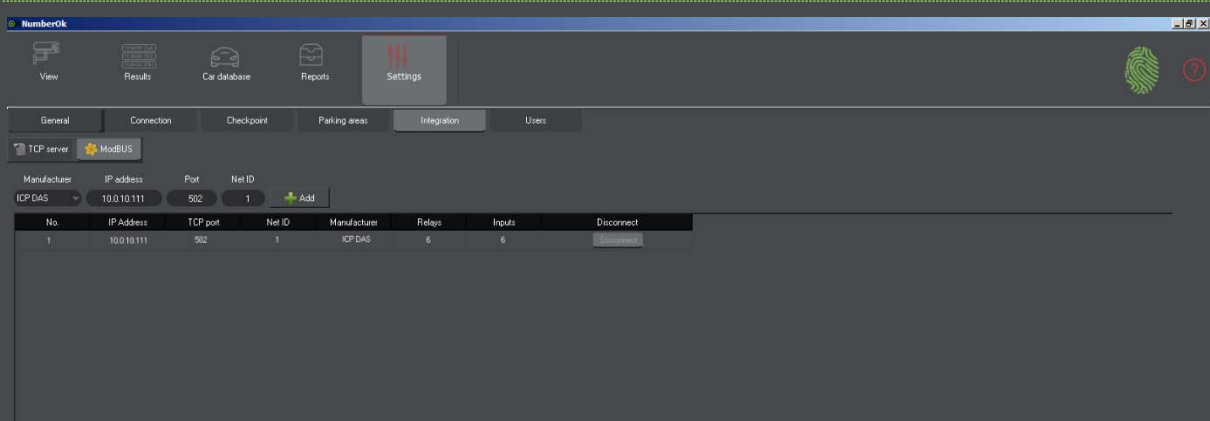 NumberOk
View Results Car database Reports Settings
?
General Connection Checkpoint Parking areas Integration Users
TCP server ModBUS
Manufacturer IP address Port Net ID
ICP DAS 10.0.10.111 502 1 Add
No. IP Address TCP port Net ID Manufacturer Relays Inputs Disconnect
1 10.0.10.111 502 1 ICP DAS 6 6 Disconnect